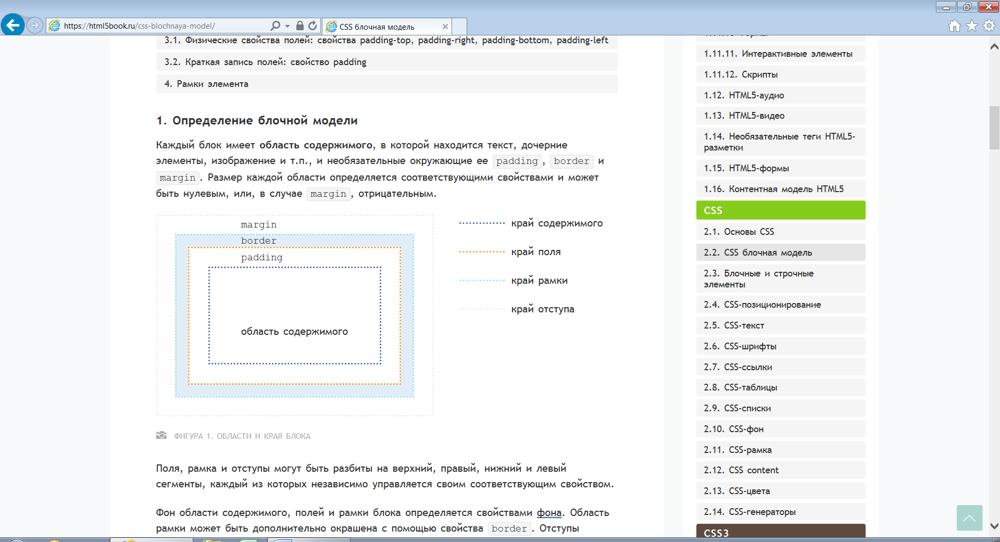 https://html5book.ru/css-blochnaya-model/
CSS блочная модель
3.1. Физические свойства полей: свойства padding-top, padding-right, padding-bottom, padding-left
3.2. Краткая запись полей: свойство padding
4. Рамки элемента
1. Определение блочной модели
Каждый блок имеет область содержимого, в которой находится текст, дочерние
элементы, изображение и т.п., и необязательные окружающие ее padding, border и
margin. Размер каждой области определяется соответствующими свойствами и может
быть нулевым, или, в случае margin, отрицательным.
margin
border
padding
область содержимого
край содержимого
край поля
край рамки
край отступа
ФИГУРА 1. ОБЛАСТИ И КРАЯ БЛОКА
Поля, рамка и отступы могут быть разбиты на верхний, правый, нижний и левый
сегменты, каждый из которых независимо управляется своим соответствующим свойством.
Фон области содержимого, полей и рамки блока определяется свойствами фона. Область
рамки может быть дополнительно окрашена с помощью свойства border. Отступы
1.11.11. Интерактивные элементы
1.11.12. Скрипты
1.12. HTML5-аудио
1.13. HTML5-видео
1.14. Необязательные теги HTML5-
разметки
1.15. HTML5-формы
1.16. Контентная модель HTML5
CSS
2.1. Основы CSS
2.2. CSS блочная модель
2.3. Блочные и строчные
элементы
2.4. CSS-позиционирование
2.5. CSS-текст
2.6. CSS-шрифты
2.7. CSS-ссылки
2.8. CSS-таблицы
2.9. CSS-списки
2.10. CSS-фон
2.11. CSS-рамка
2.12. CSS content
2.13. CSS-цвета
2.14. CSS-генераторы
CSS3